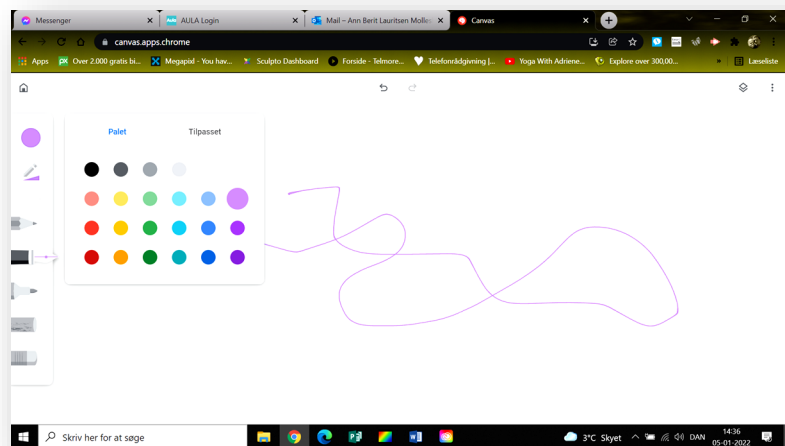 Messenger
AULA Login
Mail – Ann Berit Lauritsen Molles
Canvas
canvas.apps.chrome
Apps
Over 2.000 gratis bi...
Megapixl - You hav...
Sculpto Dashboard
Forside - Telmore...
Telefonrådgivning |...
Yoga With Adriene...
Explore over 300,00...
»
Læseliste
Palet
Tilpasset
Skriv her for at søge
3°C Skyet
DAN
14:36
05-01-2022